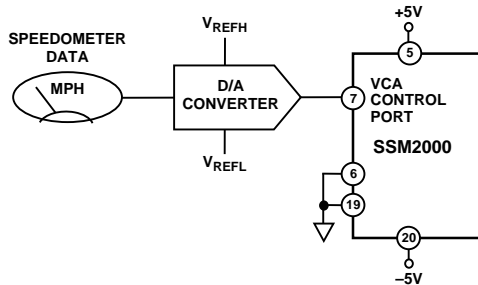 SPEEDOMETER
DATA
MPH
V_REFH
D/A
CONVERTER
V_REFL
+5V
5
7
VCA
CONTROL
PORT
SSM2000
6
19
20
–5V